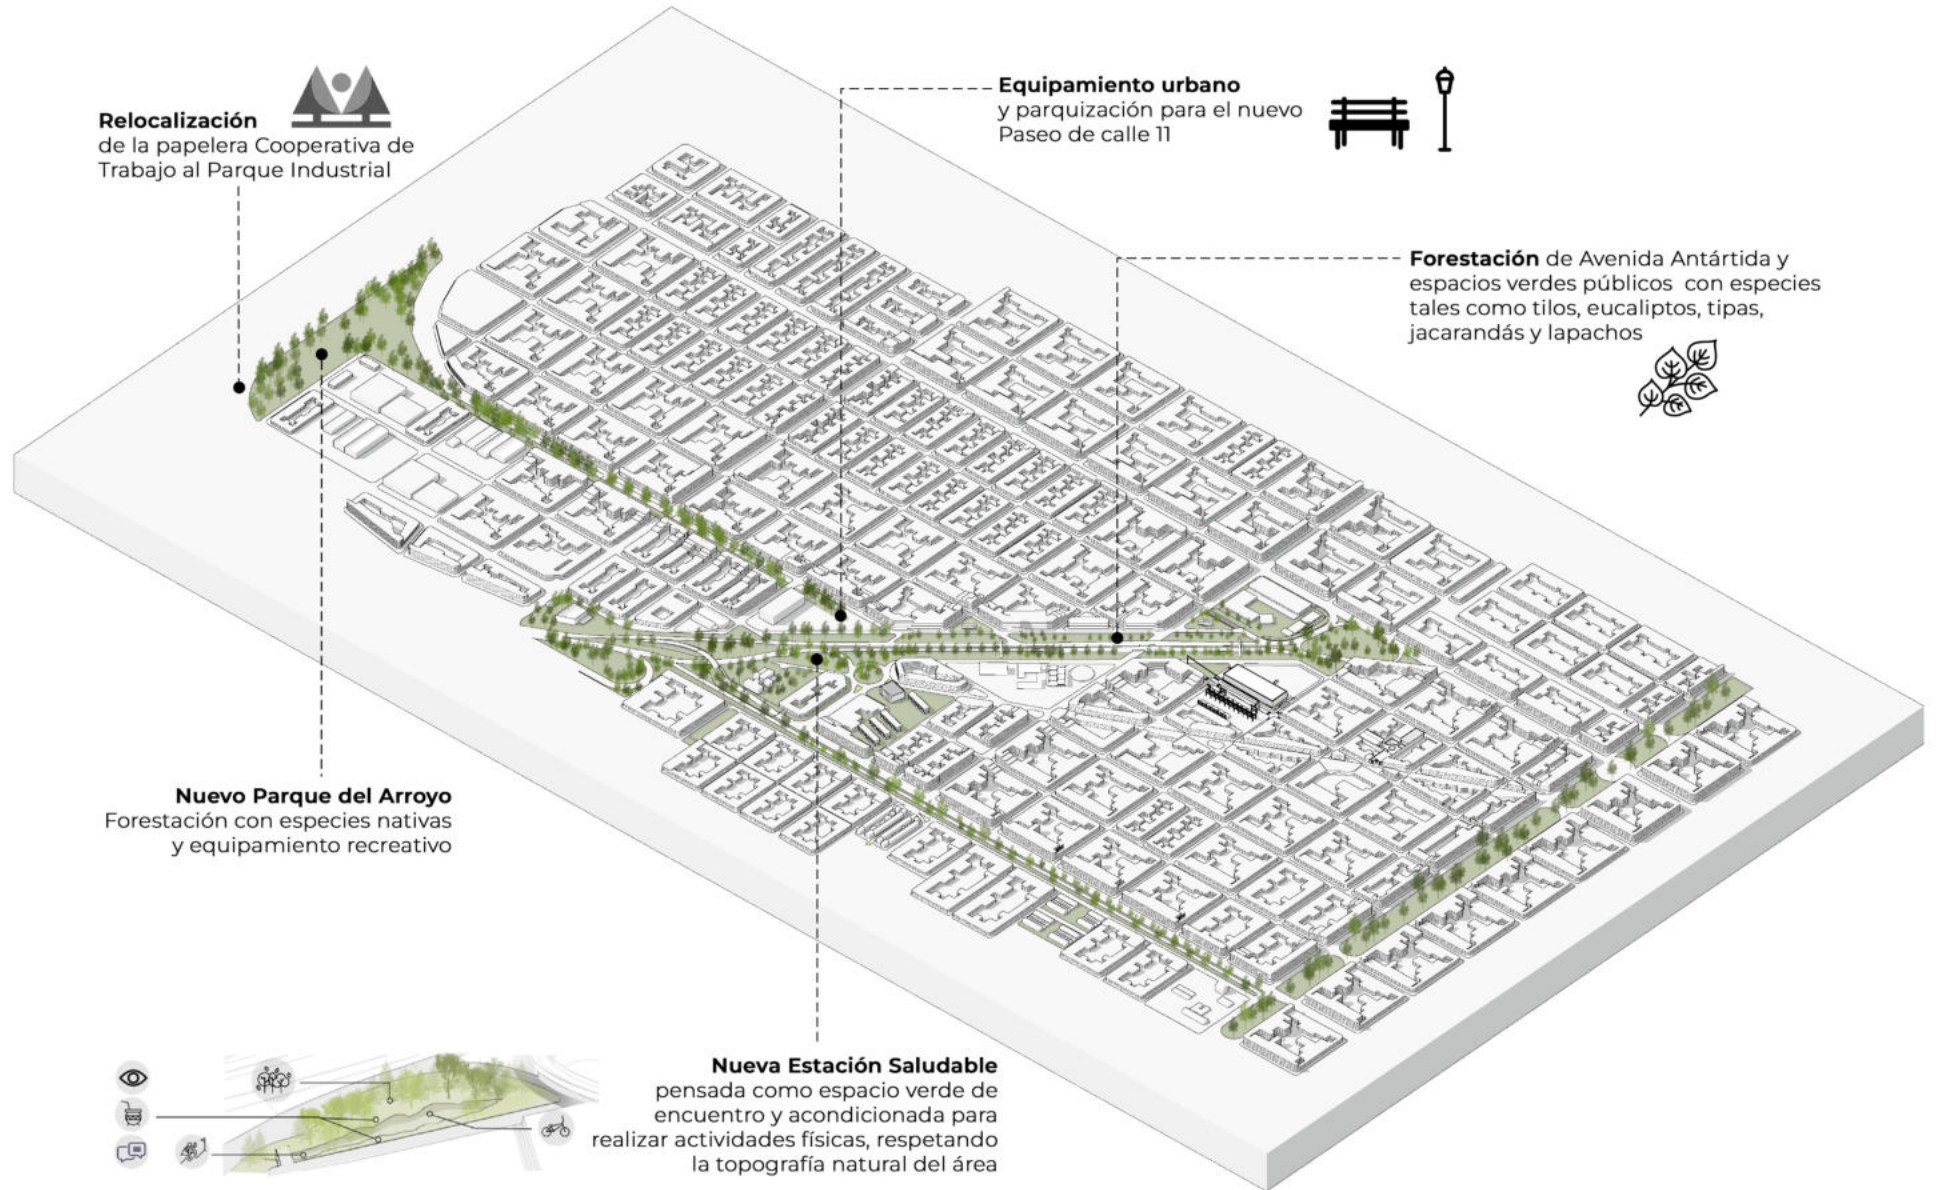 Relocalización
de la papelera Cooperativa de
Trabajo al Parque Industrial
Equipamiento urbano
y parquización para el nuevo
Paseo de calle 11
Forestación de Avenida Antártida y
espacios verdes públicos con especies
tales como tilos, eucaliptos, tipas,
jacarandás y lapachos
Nuevo Parque del Arroyo
Forestación con especies nativas
y equipamiento recreativo
Nueva Estación Saludable
pensada como espacio verde de
encuentro y acondicionada para
realizar actividades físicas, respetando
la topografía natural del área